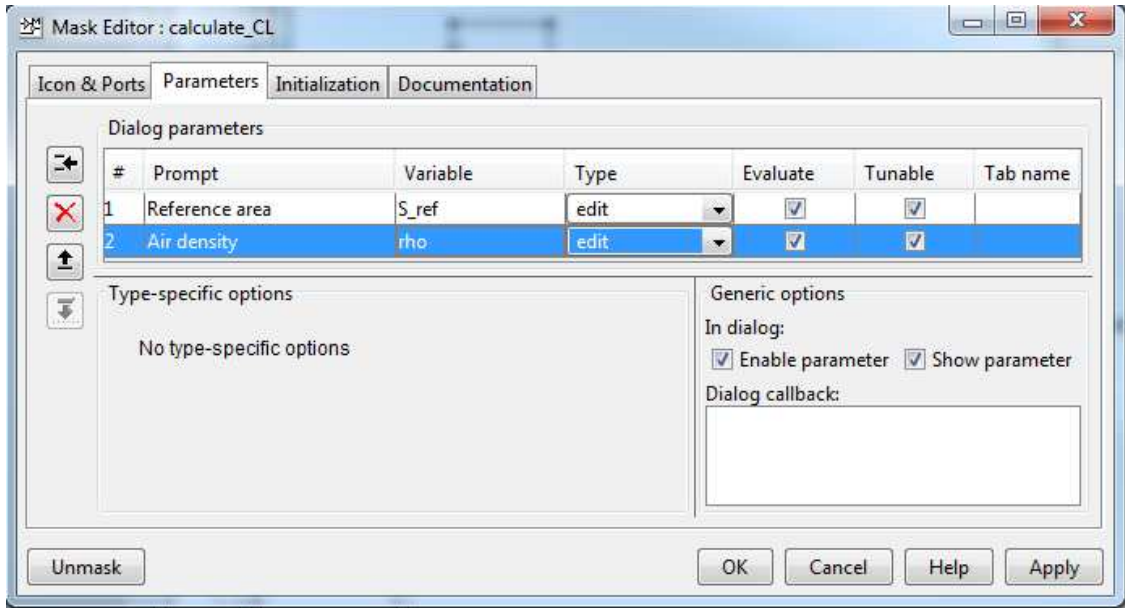 Mask Editor : calculate_CL
Icon & Ports Parameters Initialization Documentation
Dialog parameters
# Prompt Variable Type Evaluate Tunable Tab name
1 Reference area S_ref edit
2 Air density rho edit
Type-specific options
No type-specific options
Generic options
In dialog:
Enable parameter Show parameter
Dialog callback:
Unmask OK Cancel Help Apply